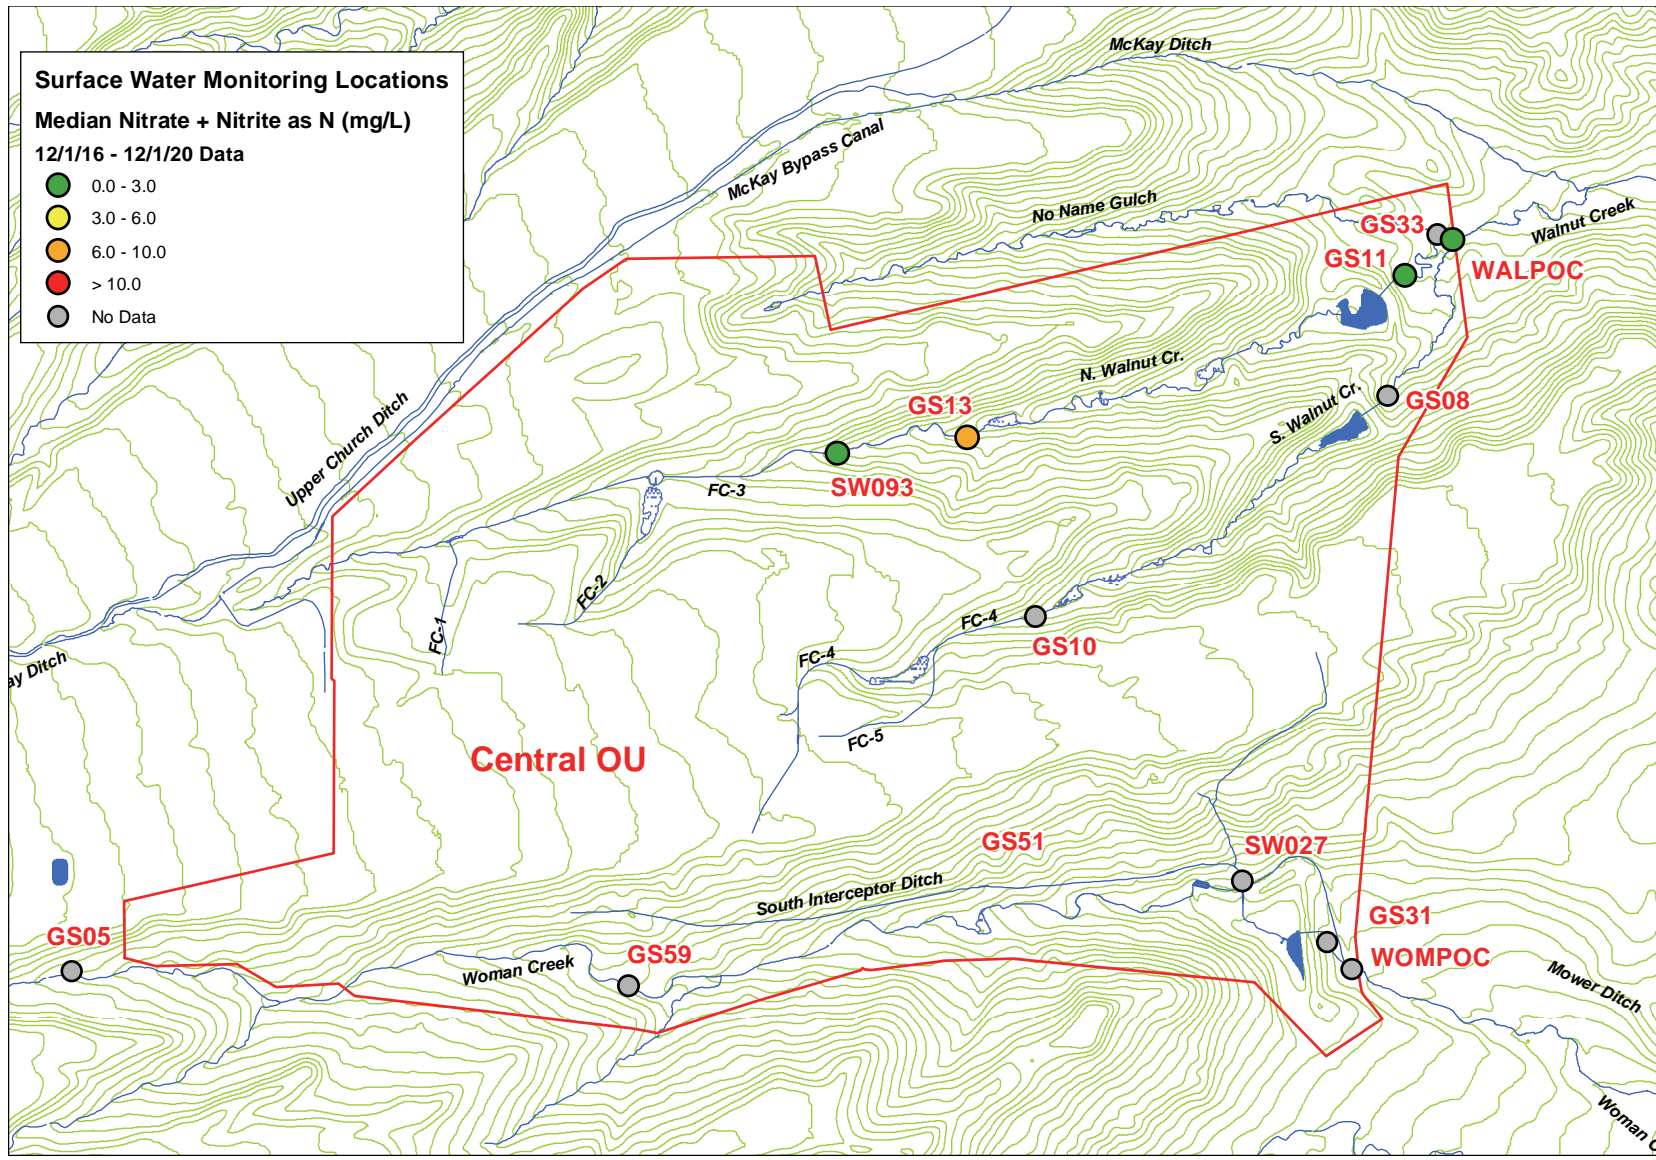 Surface Water Monitoring Locations
Median Nitrate + Nitrite as N (mg/L)
12/1/16 - 12/1/20 Data
0.0 - 3.0
3.0 - 6.0
6.0 - 10.0
> 10.0
No Data
McKay Ditch
McKay Bypass Canal
No Name Gulch
GS33
Walnut Creek
GS11
WALPOC
N. Walnut Cr.
GS13
GS08
S. Walnut Cr.
Upper Church Ditch
SW093
FC-3
FC-2
FC-1
FC-4
GS10
FC-4
ay Ditch
FC-5
Central OU
GS51
SW027
South Interceptor Ditch
GS31
GS05
GS59
WOMPOC
Woman Creek
Mower Ditch
Woman C